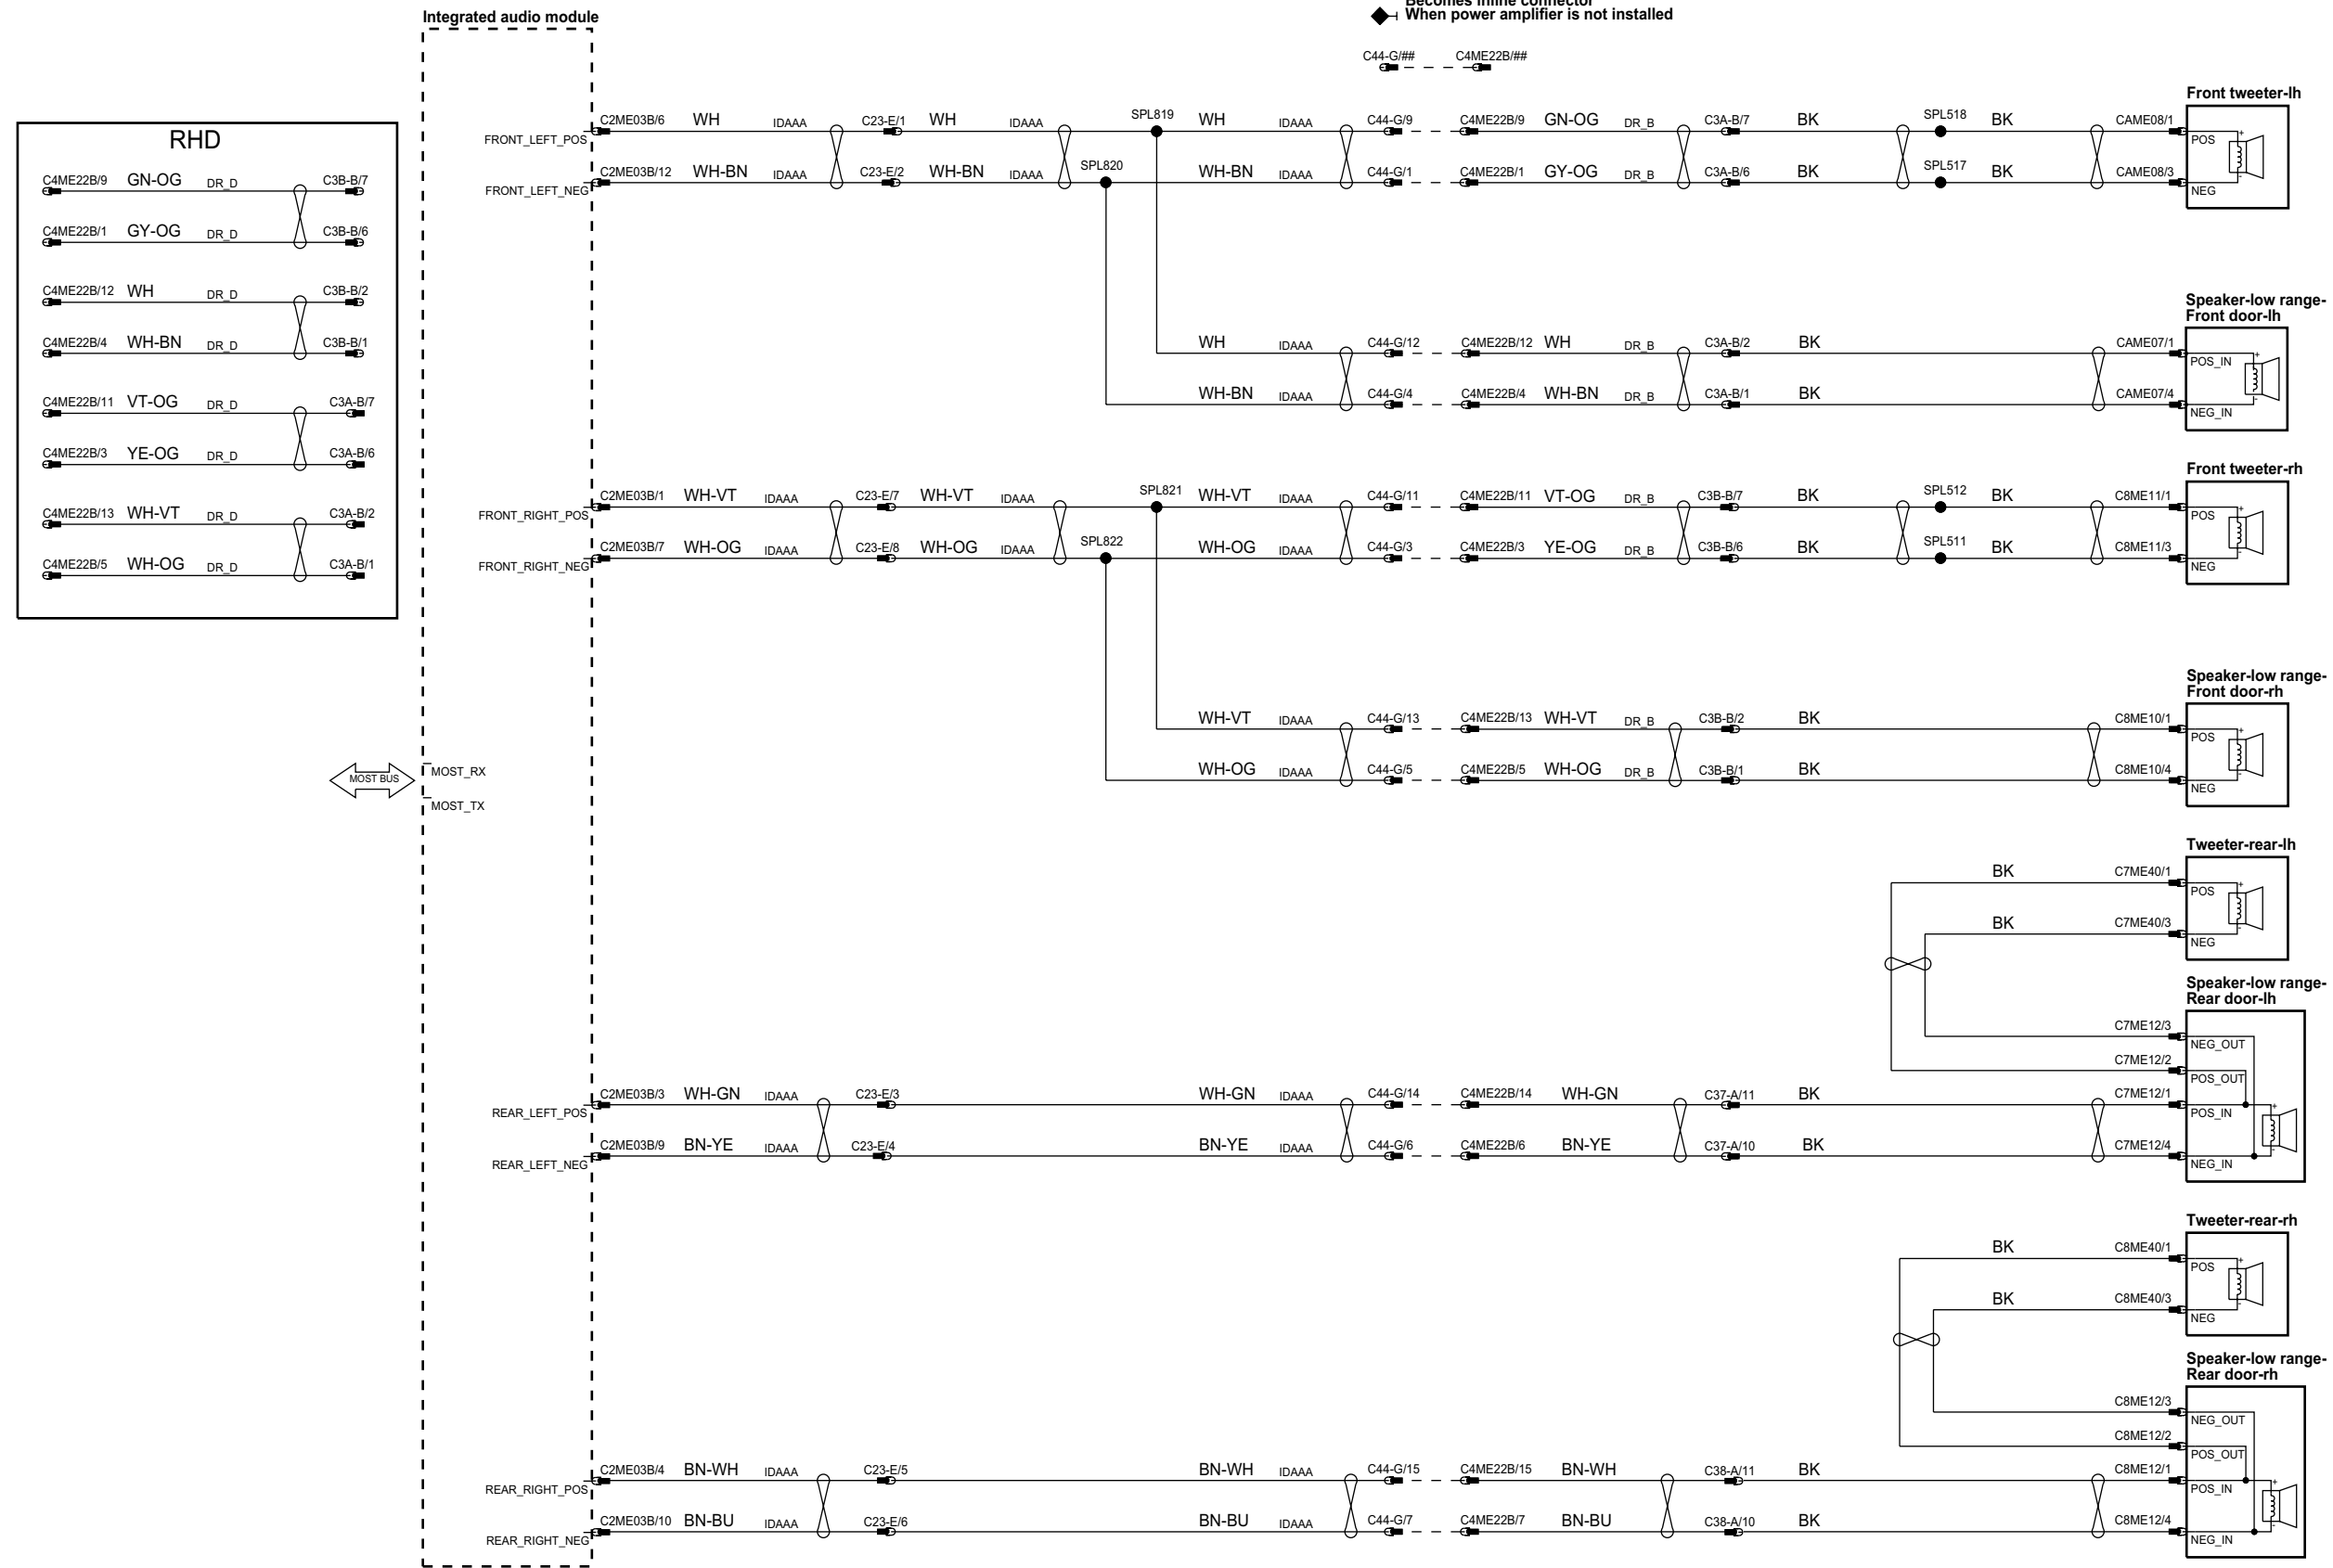 Becomes inline connector
When power amplifier is not installed
C44-G/## C4ME22B/##
Integrated audio module
RHD
C4ME22B/9 GN-OG DR_D C3B-B/7
C4ME22B/1 GY-OG DR_D C3B-B/6
C4ME22B/12 WH DR_D C3B-B/2
C4ME22B/4 WH-BN DR_D C3B-B/1
C4ME22B/11 VT-OG DR_D C3A-B/7
C4ME22B/3 YE-OG DR_D C3A-B/6
C4ME22B/13 WH-VT DR_D C3A-B/2
C4ME22B/5 WH-OG DR_D C3A-B/1
Front tweeter-lh
FRONT_LEFT_POS C2ME03B/6 WH IDAAA C23-E/1 WH IDAAA SPL819 WH IDAAA C44-G/9 C4ME22B/9 GN-OG DR_B C3A-B/7 BK SPL518 BK CAME08/1 POS + -
FRONT_LEFT_NEG C2ME03B/12 WH-BN IDAAA C23-E/2 WH-BN IDAAA SPL820 WH-BN IDAAA C44-G/1 C4ME22B/1 GY-OG DR_B C3A-B/6 BK SPL517 BK CAME08/3 NEG
Speaker-low range-
Front door-lh
WH IDAAA C44-G/12 C4ME22B/12 WH DR_B C3A-B/2 BK CAME07/1 POS_IN + -
WH-BN IDAAA C44-G/4 C4ME22B/4 WH-BN DR_B C3A-B/1 BK CAME07/4 NEG_IN
Front tweeter-rh
FRONT_RIGHT_POS C2ME03B/1 WH-VT IDAAA C23-E/7 WH-VT IDAAA SPL821 WH-VT IDAAA C44-G/11 C4ME22B/11 VT-OG DR_B C3B-B/7 BK SPL512 BK C8ME11/1 POS + -
FRONT_RIGHT_NEG C2ME03B/7 WH-OG IDAAA C23-E/8 WH-OG IDAAA SPL822 WH-OG IDAAA C44-G/3 C4ME22B/3 YE-OG DR_B C3B-B/6 BK SPL511 BK C8ME11/3 NEG
Speaker-low range-
Front door-rh
WH-VT IDAAA C44-G/13 C4ME22B/13 WH-VT DR_B C3B-B/2 BK C8ME10/1 POS + -
WH-OG IDAAA C44-G/5 C4ME22B/5 WH-OG DR_B C3B-B/1 BK C8ME10/4 NEG
MOST BUS
MOST_RX
MOST_TX
Tweeter-rear-lh
BK C7ME40/1 POS + -
BK C7ME40/3 NEG
Speaker-low range-
Rear door-lh
C7ME12/3 NEG_OUT
C7ME12/2 POS_OUT
REAR_LEFT_POS C2ME03B/3 WH-GN IDAAA C23-E/3 WH-GN IDAAA C44-G/14 C4ME22B/14 WH-GN C37-A/11 BK C7ME12/1 POS_IN + -
REAR_LEFT_NEG C2ME03B/9 BN-YE IDAAA C23-E/4 BN-YE IDAAA C44-G/6 C4ME22B/6 BN-YE C37-A/10 BK C7ME12/4 NEG_IN
Tweeter-rear-rh
BK C8ME40/1 POS + -
BK C8ME40/3 NEG
Speaker-low range-
Rear door-rh
C8ME12/3 NEG_OUT
C8ME12/2 POS_OUT
REAR_RIGHT_POS C2ME03B/4 BN-WH IDAAA C23-E/5 BN-WH IDAAA C44-G/15 C4ME22B/15 BN-WH C38-A/11 BK C8ME12/1 POS_IN + -
REAR_RIGHT_NEG C2ME03B/10 BN-BU IDAAA C23-E/6 BN-BU IDAAA C44-G/7 C4ME22B/7 BN-BU C38-A/10 BK C8ME12/4 NEG_IN